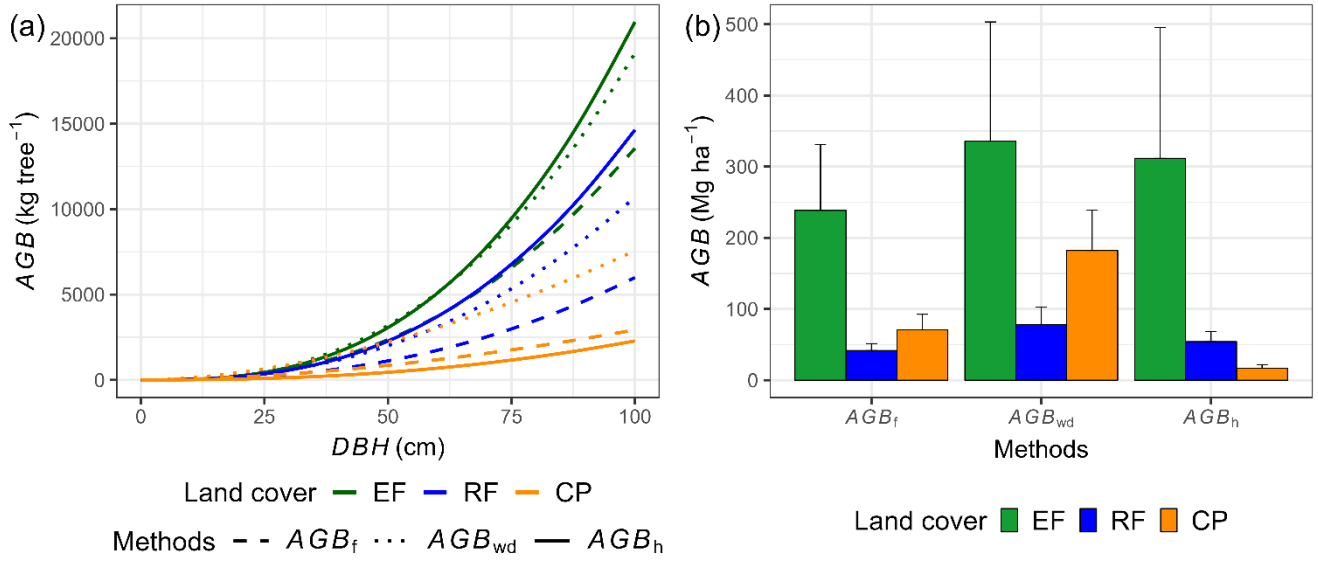 (a)
AGB (kg tree⁻¹)
20000
15000
10000
5000
0
0 25 50 75 100
DBH (cm)
Land cover EF RF CP
Methods AGBf AGBwd AGBh
(b)
AGB (Mg ha⁻¹)
500
400
300
200
100
0
AGBf AGBwd AGBh
Methods
Land cover EF RF CP